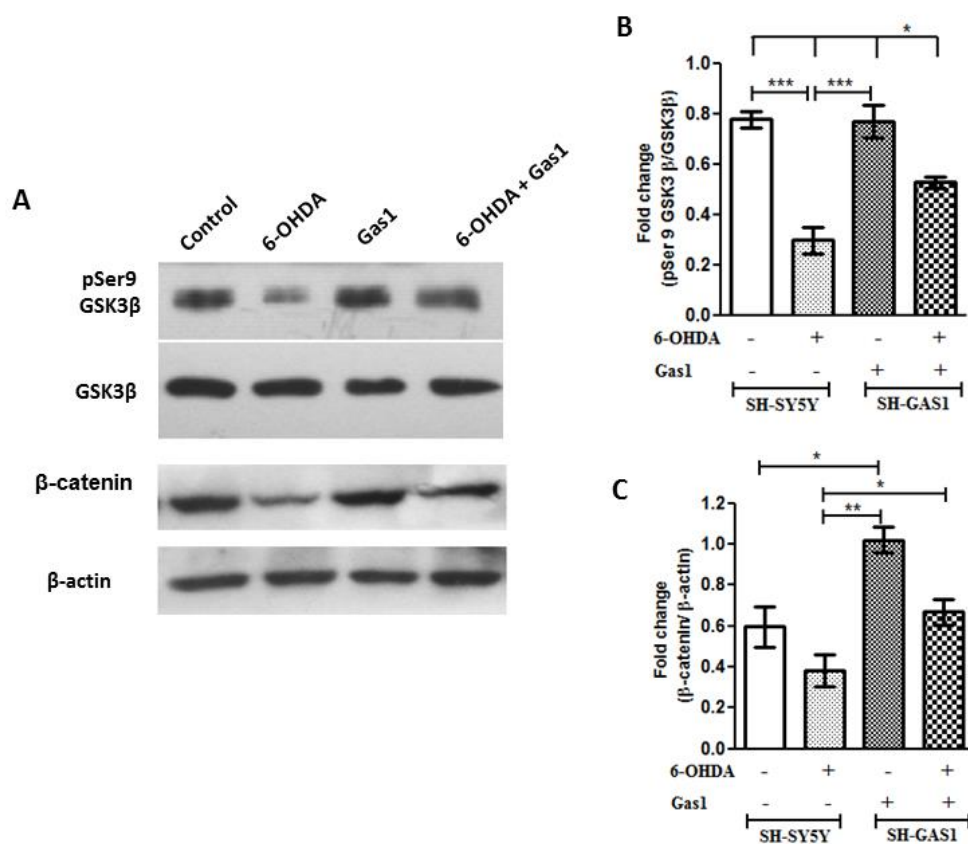 A
Control 6-OHDA Gas1 6-OHDA + Gas1
pSer9
GSK3β
GSK3β
β-catenin
β-actin
B
*
*** ***
Fold change
(pSer 9 GSK3 β/GSK3β)
1.0
0.8
0.6
0.4
0.2
0.0
6-OHDA - + - +
Gas1 - - + +
SH-SY5Y SH-GAS1
C
*
*
**
Fold change
(β-catenin/ β-actin)
1.2
1.0
0.8
0.6
0.4
0.2
0.0
6-OHDA - + - +
Gas1 - - + +
SH-SY5Y SH-GAS1